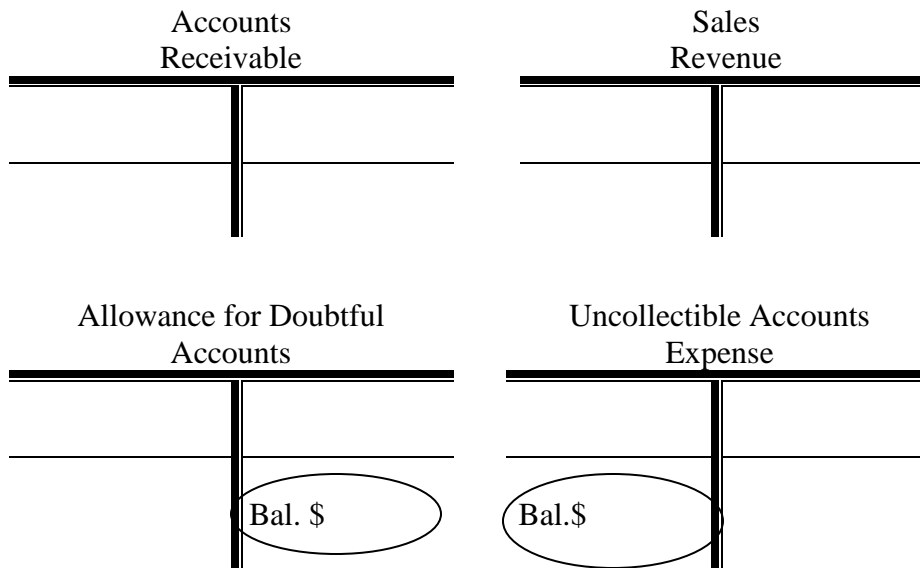 Accounts
Receivable
Sales
Revenue
Allowance for Doubtful
Accounts
Uncollectible Accounts
Expense
Bal. $
Bal.$